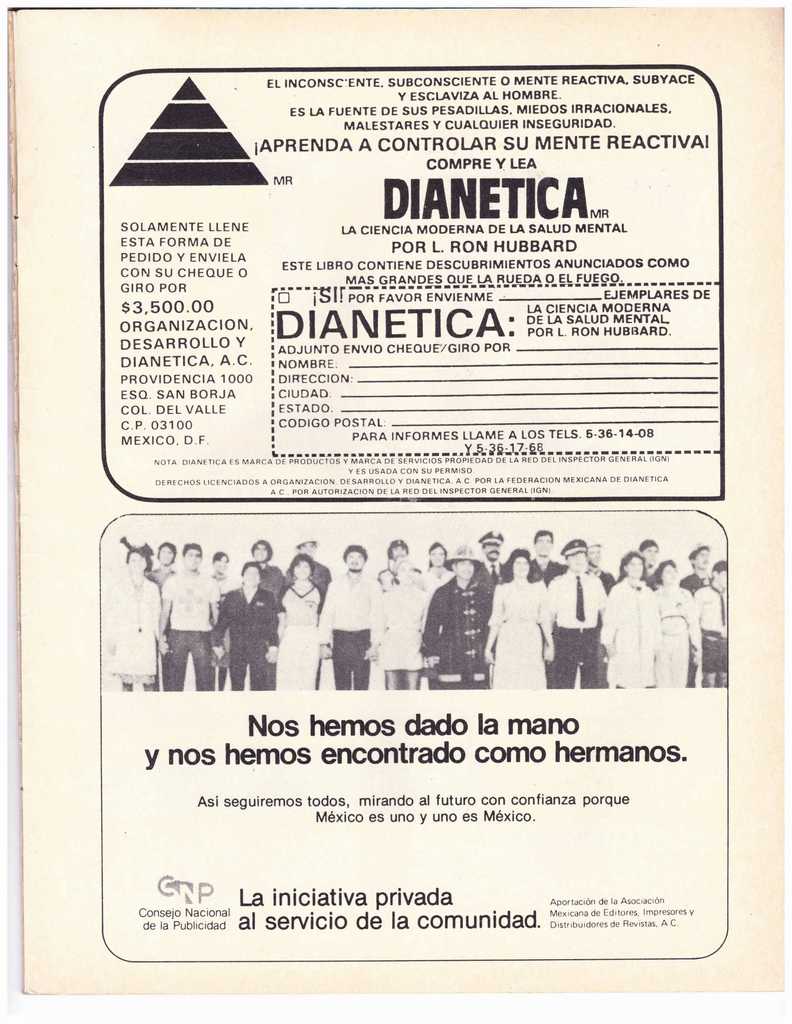 EL INCONSC'ENTE, SUBCONSCIENTE O MENTE REACTIVA, SUBYACE
Y ESCLAVIZA AL HOMBRE.
ES LA FUENTE DE SUS PESADILLAS, MIEDOS IRRACIONALES,
MALESTARES Y CUALQUIER INSEGURIDAD.
¡APRENDA A CONTROLAR SU MENTE REACTIVA!
COMPRE Y LEA
MR
DIANETICA MR
LA CIENCIA MODERNA DE LA SALUD MENTAL
POR L. RON HUBBARD
ESTE LIBRO CONTIENE DESCUBRIMIENTOS ANUNCIADOS COMO
MAS GRANDES QUE LA RUEDA O EL FUEGO.
SOLAMENTE LLENE
ESTA FORMA DE
PEDIDO Y ENVIELA
CON SU CHEQUE O
GIRO POR
$3,500.00
ORGANIZACION,
DESARROLLO Y
DIANETICA, A.C.
PROVIDENCIA 1000
ESQ. SAN BORJA
COL. DEL VALLE
C.P. 03100
MEXICO, D.F.
¡SI! POR FAVOR ENVIENME ____ EJEMPLARES DE
DIANETICA:
LA CIENCIA MODERNA
DE LA SALUD MENTAL
POR L. RON HUBBARD.
ADJUNTO ENVIO CHEQUE/GIRO POR
NOMBRE:
DIRECCION:
CIUDAD:
ESTADO:
CODIGO POSTAL:
PARA INFORMES LLAME A LOS TELS. 5-36-14-08
Y 5-36-17-68
NOTA: DIANETICA ES MARCA DE PRODUCTOS Y MARCA DE SERVICIOS PROPIEDAD DE LA RED DEL INSPECTOR GENERAL (IGN)
Y ES USADA CON SU PERMISO.
DERECHOS LICENCIADOS A ORGANIZACION, DESARROLLO Y DIANETICA, A.C. POR LA FEDERACION MEXICANA DE DIANETICA
A.C., POR AUTORIZACION DE LA RED DEL INSPECTOR GENERAL (IGN).
Nos hemos dado la mano
y nos hemos encontrado como hermanos.
Asi seguiremos todos, mirando al futuro con confianza porque
México es uno y uno es México.
CNP
Consejo Nacional
de la Publicidad
La iniciativa privada
al servicio de la comunidad.
Aportación de la Asociación
Mexicana de Editores, Impresores y
Distribuidores de Revistas, A.C.